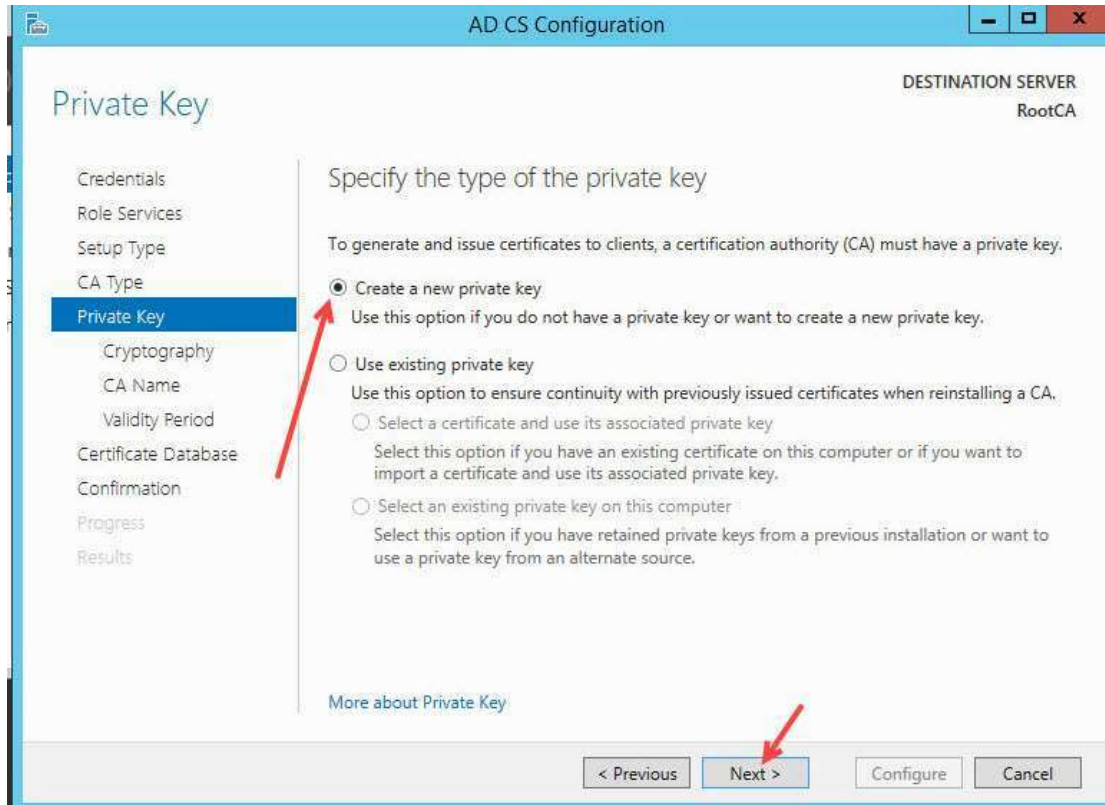 AD CS Configuration
Private Key
DESTINATION SERVER
RootCA
Credentials
Role Services
Setup Type
CA Type
Private Key
Cryptography
CA Name
Validity Period
Certificate Database
Confirmation
Progress
Results
Specify the type of the private key
To generate and issue certificates to clients, a certification authority (CA) must have a private key.
Create a new private key
Use this option if you do not have a private key or want to create a new private key.
Use existing private key
Use this option to ensure continuity with previously issued certificates when reinstalling a CA.
Select a certificate and use its associated private key
Select this option if you have an existing certificate on this computer or if you want to
import a certificate and use its associated private key.
Select an existing private key on this computer
Select this option if you have retained private keys from a previous installation or want to
use a private key from an alternate source.
More about Private Key
< Previous
Next >
Configure
Cancel